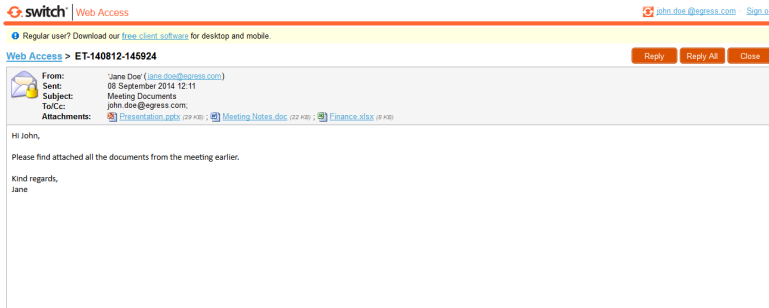 switch Web Access john.doe@egress.com Sign o
Regular user? Download our free client software for desktop and mobile.
Web Access > ET-140812-145924 Reply Reply All Close
From: 'Jane Doe' (jane.doe@egress.com)
Sent: 08 September 2014 12:11
Subject: Meeting Documents
To/Cc: john.doe@egress.com;
Attachments: Presentation.pptx (29 KB) ; Meeting Notes.doc (22 KB) ; Finance.xlsx (8 KB)
Hi John,
Please find attached all the documents from the meeting earlier.
Kind regards,
Jane